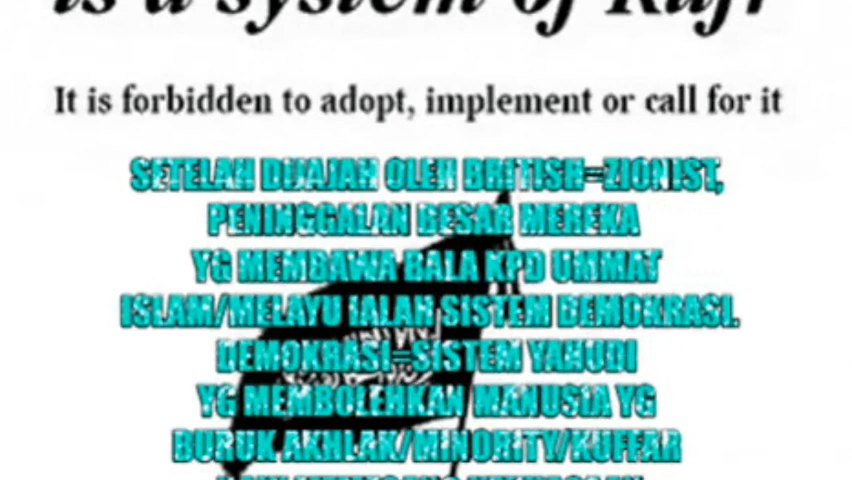 is a system of Kufr
It is forbidden to adopt, implement or call for it
SETELAH DIJAJAH OLEH BRITISH=ZIONIST,
PENINGGALAN BESAR MEREKA
YG MEMBAWA BALA KPD UMMAT
ISLAM/MELAYU IALAH SISTEM DEMOKRASI.
DEMOKRASI=SISTEM YAHUDI
YG MEMBOLEHKAN MANUSIA YG
BURUK AKHLAK/MINORITY/KUFFAR